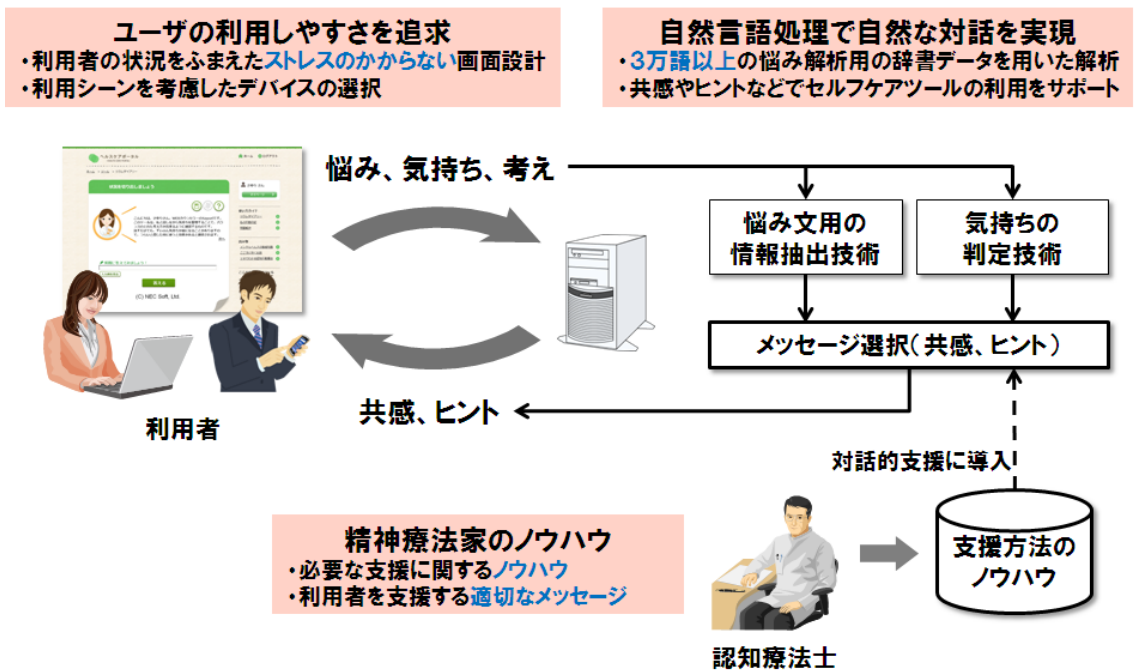 ユーザの利用しやすさを追求
・利用者の状況をふまえたストレスのかからない画面設計
・利用シーンを考慮したデバイスの選択
自然言語処理で自然な対話を実現
・3万語以上の悩み解析用の辞書データを用いた解析
・共感やヒントなどでセルフケアツールの利用をサポート
ヘルスケアポータル
(C) NEC Soft, Ltd
悩み、気持ち、考え
悩み文用の
情報抽出技術
気持ちの
判定技術
メッセージ選択(共感、ヒント)
共感、ヒント
利用者
対話的支援に導入
精神療法家のノウハウ
・必要な支援に関するノウハウ
・利用者を支援する適切なメッセージ
支援方法の
ノウハウ
認知療法士